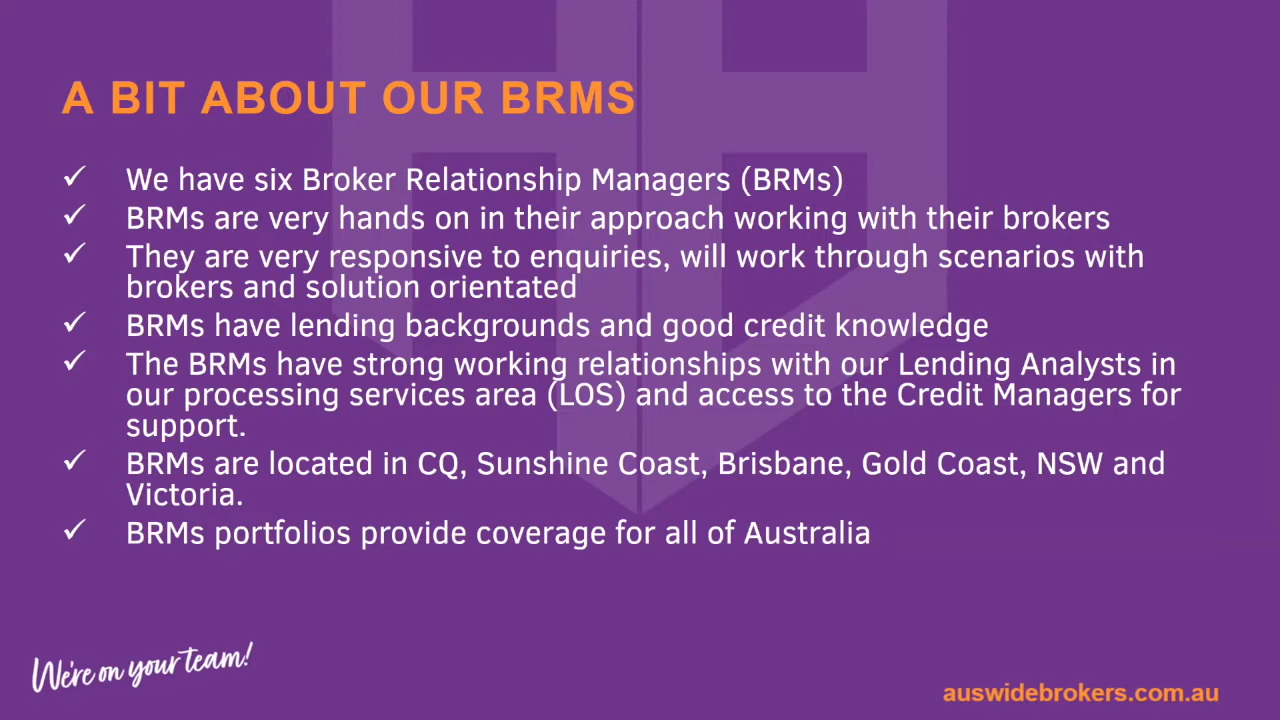 A BIT ABOUT OUR BRMS
✓ We have six Broker Relationship Managers (BRMs)
✓ BRMs are very hands on in their approach working with their brokers
✓ They are very responsive to enquiries, will work through scenarios with
brokers and solution orientated
✓ BRMs have lending backgrounds and good credit knowledge
✓ The BRMs have strong working relationships with our Lending Analysts in
our processing services area (LOS) and access to the Credit Managers for
support.
✓ BRMs are located in CQ, Sunshine Coast, Brisbane, Gold Coast, NSW and
Victoria.
✓ BRMs portfolios provide coverage for all of Australia
We're on your team!
auswidebrokers.com.au